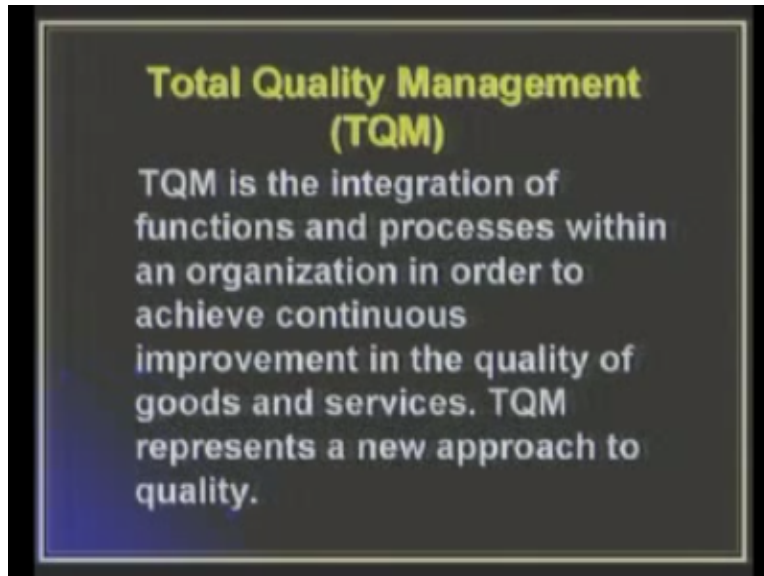 Total Quality Management
(TQM)
TQM is the integration of
functions and processes within
an organization in order to
achieve continuous
improvement in the quality of
goods and services. TQM
represents a new approach to
quality.